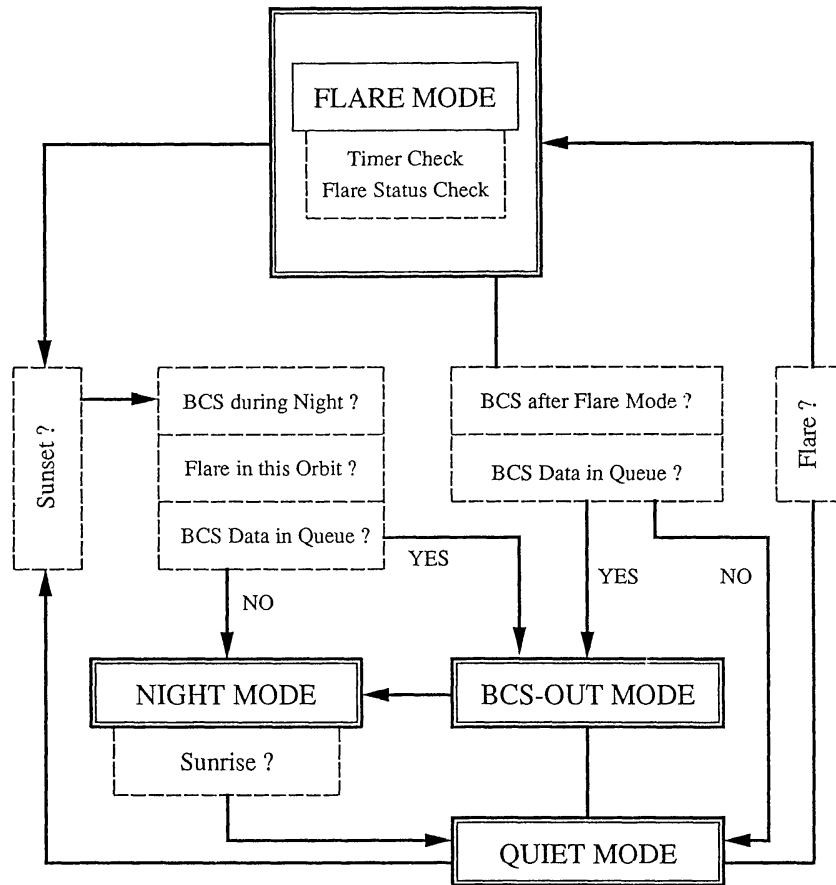 FLARE MODE
Timer Check
Flare Status Check
Sunset ?
BCS during Night ?
Flare in this Orbit ?
BCS Data in Queue ?
BCS after Flare Mode ?
BCS Data in Queue ?
Flare ?
YES
NO
YES
NO
NIGHT MODE
Sunrise ?
BCS-OUT MODE
QUIET MODE